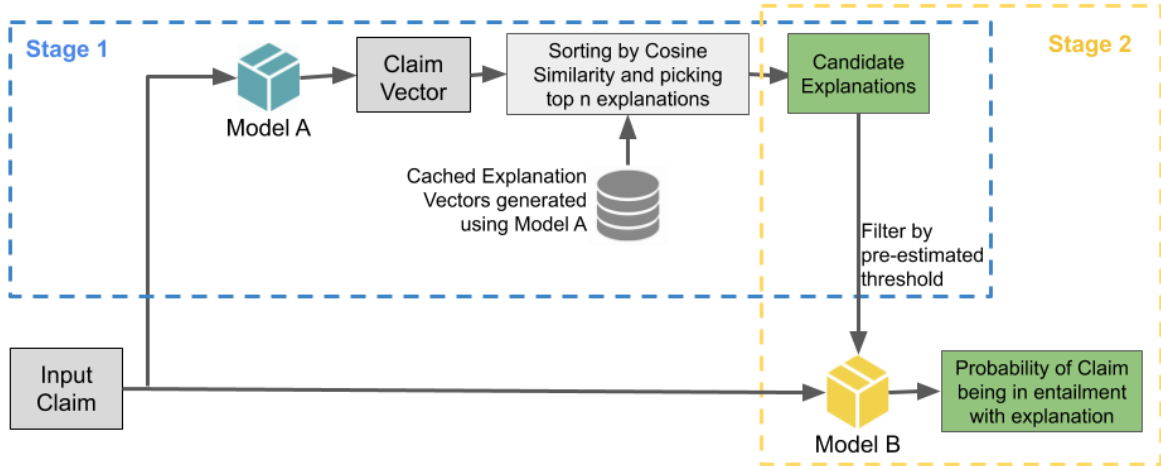 Stage 1
Stage 2
Model A
Claim
Vector
Sorting by Cosine
Similarity and picking
top n explanations
Candidate
Explanations
Cached Explanation
Vectors generated
using Model A
Filter by
pre-estimated
threshold
Input
Claim
Model B
Probability of Claim
being in entailment
with explanation